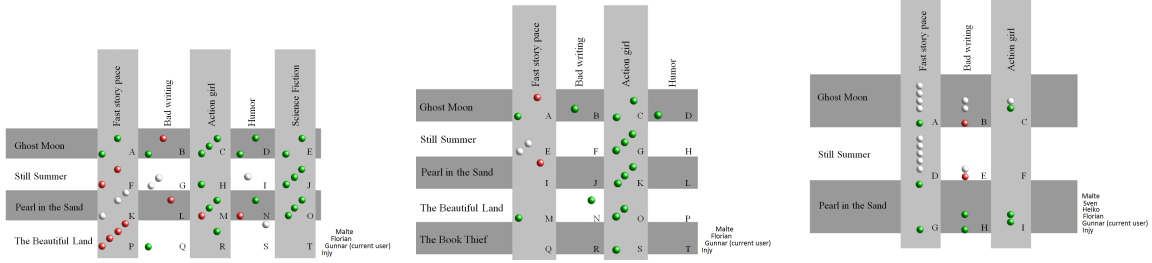 Fast story pace
Bad writing
Action girl
Humor
Science Fiction
Ghost Moon
A
B
C
D
E
Still Summer
F
G
H
I
J
Pearl in the Sand
K
L
M
N
O
The Beautiful Land
P
Q
R
S
T
Malte
Florian
Gunnar (current user)
Injy
Fast story pace
Bad writing
Action girl
Humor
Ghost Moon
A
B
C
D
Still Summer
E
F
G
H
Pearl in the Sand
I
J
K
L
The Beautiful Land
M
N
O
P
The Book Thief
Q
R
S
T
Malte
Florian
Gunnar (current user)
Injy
Fast story pace
Bad writing
Action girl
Ghost Moon
A
B
C
Still Summer
D
E
F
Pearl in the Sand
G
H
I
Malte
Sven
Heiko
Florian
Gunnar (current user)
Injy